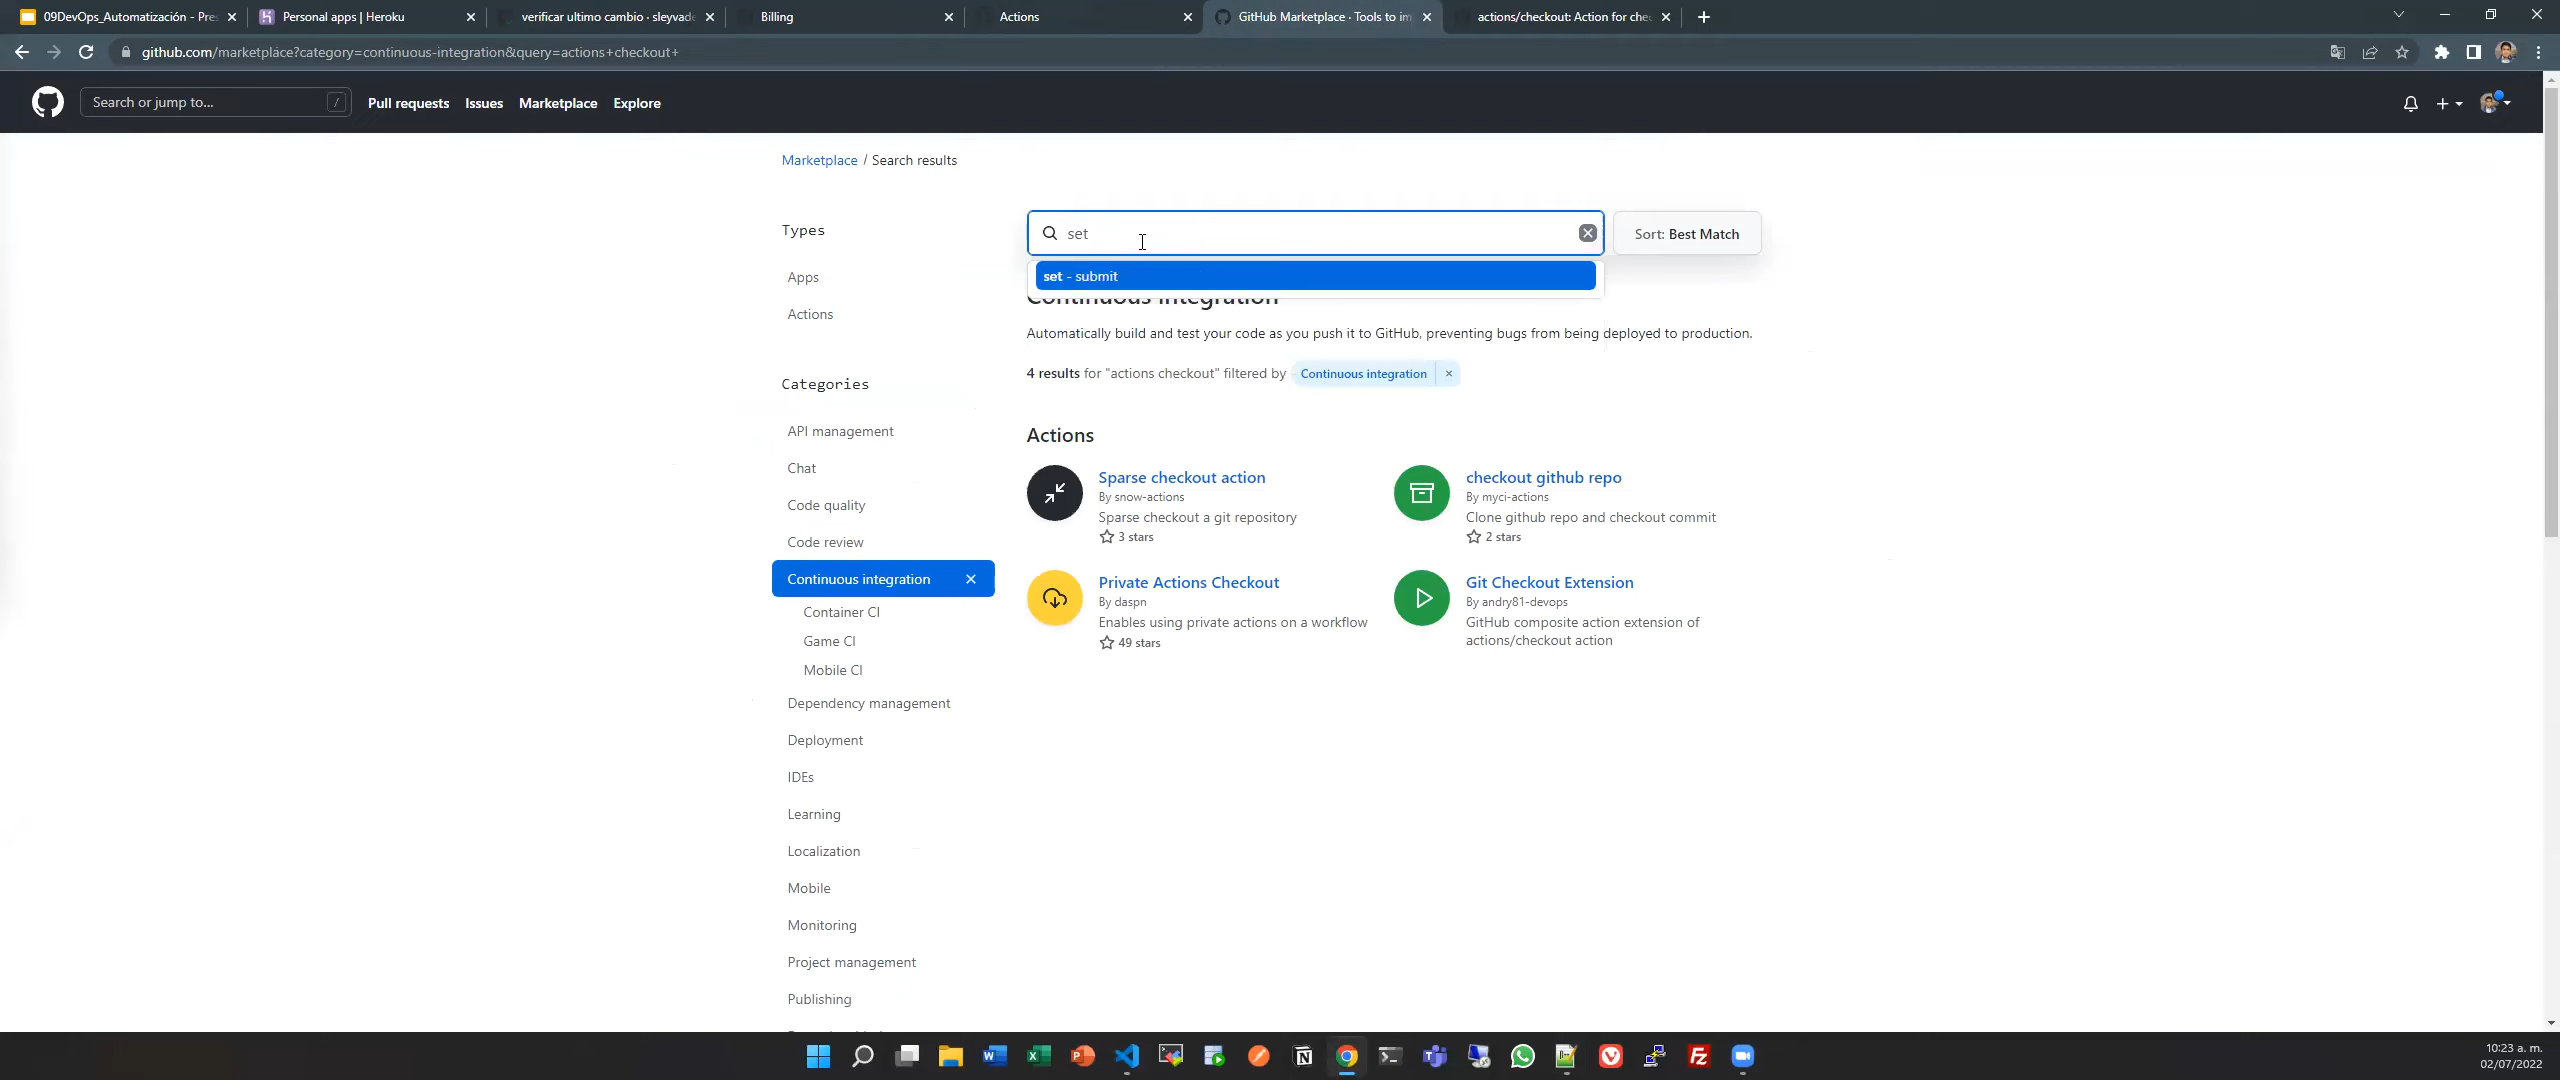 09DevOps_Automatización - Pre
Personal apps | Heroku
verificar ultimo cambio · sleyvade
Billing
Actions
GitHub Marketplace · Tools to im
actions/checkout: Action for che
github.com/marketplace?category=continuous-integration&query=actions+checkout+
Search or jump to...
/
Pull requests
Issues
Marketplace
Explore
Marketplace / Search results
Types
Apps
Actions
Categories
API management
Chat
Code quality
Code review
Continuous integration
Container CI
Game CI
Mobile CI
Dependency management
Deployment
IDEs
Learning
Localization
Mobile
Monitoring
Project management
Publishing
set
Sort: Best Match
set - submit
Continuous integration
Automatically build and test your code as you push it to GitHub, preventing bugs from being deployed to production.
4 results for "actions checkout" filtered by Continuous integration ×
Actions
Sparse checkout action
By snow-actions
Sparse checkout a git repository
3 stars
checkout github repo
By myci-actions
Clone github repo and checkout commit
2 stars
Private Actions Checkout
By daspn
Enables using private actions on a workflow
49 stars
Git Checkout Extension
By andry81-devops
GitHub composite action extension of
actions/checkout action
10:23 a. m.
02/07/2022